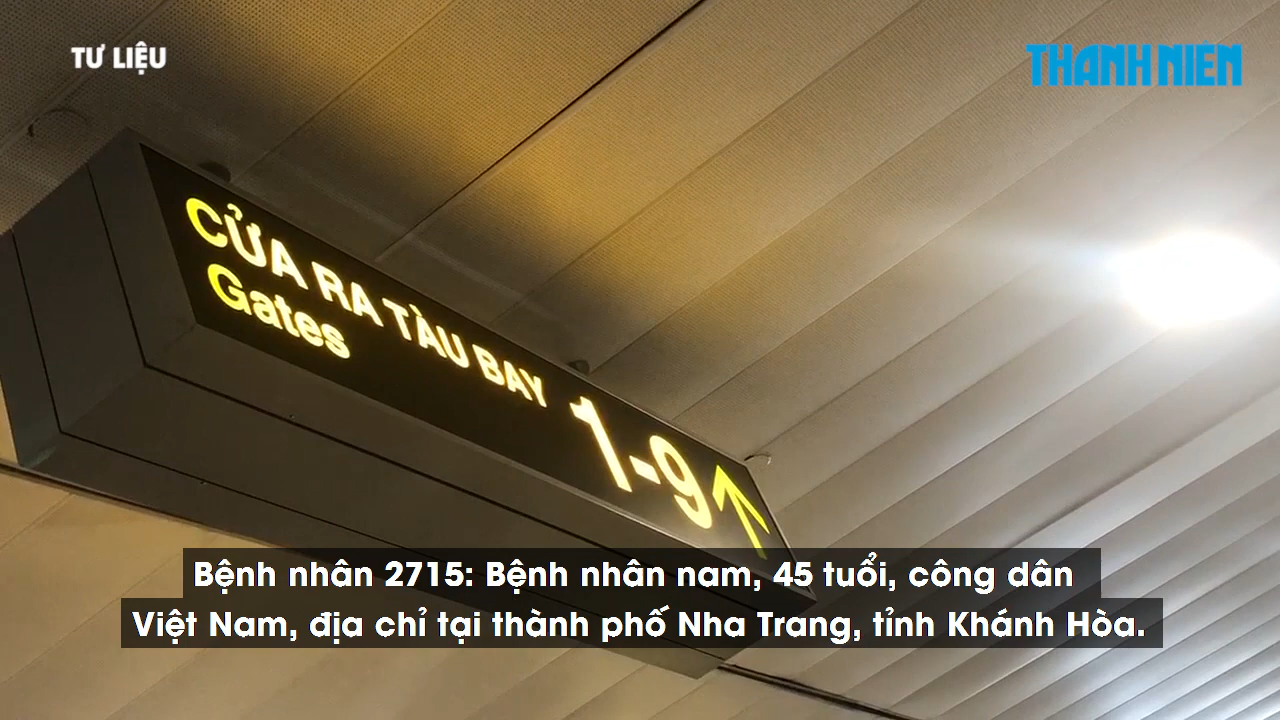 TƯ LIỆU
THANH NIÊN
CỬA RA TÀU BAY
Gates
1-9
Bệnh nhân 2715: Bệnh nhân nam, 45 tuổi, công dân
Việt Nam, địa chỉ tại thành phố Nha Trang, tỉnh Khánh Hòa.